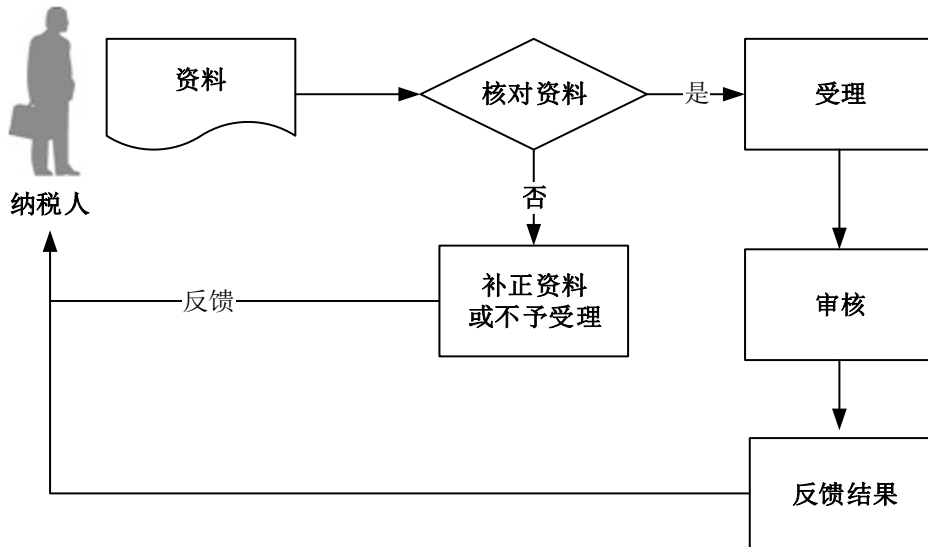 资料
核对资料
是
受理
纳税人
否
补正资料
或不予受理
反馈
审核
反馈结果